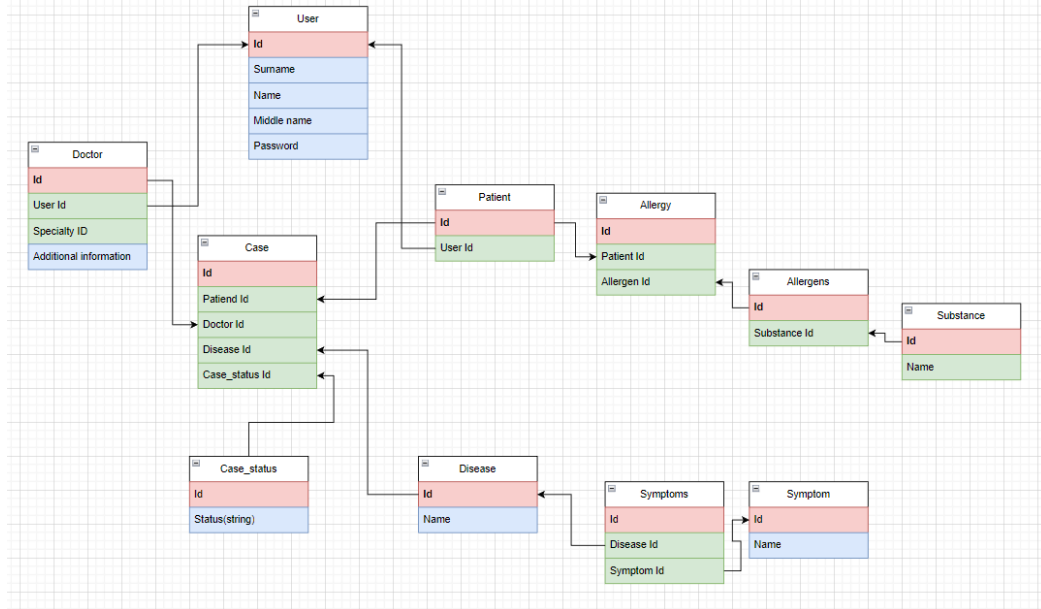 User
Id
Surname
Name
Middle name
Password
Doctor
Id
User Id
Specialty ID
Additional information
Case
Id
Patiend Id
Doctor Id
Disease Id
Case_status Id
Patient
Id
User Id
Allergy
Id
Patient Id
Allergen Id
Allergens
Id
Substance Id
Substance
Id
Name
Case_status
Id
Status(string)
Disease
Id
Name
Symptoms
Id
Disease Id
Symptom Id
Symptom
Id
Name